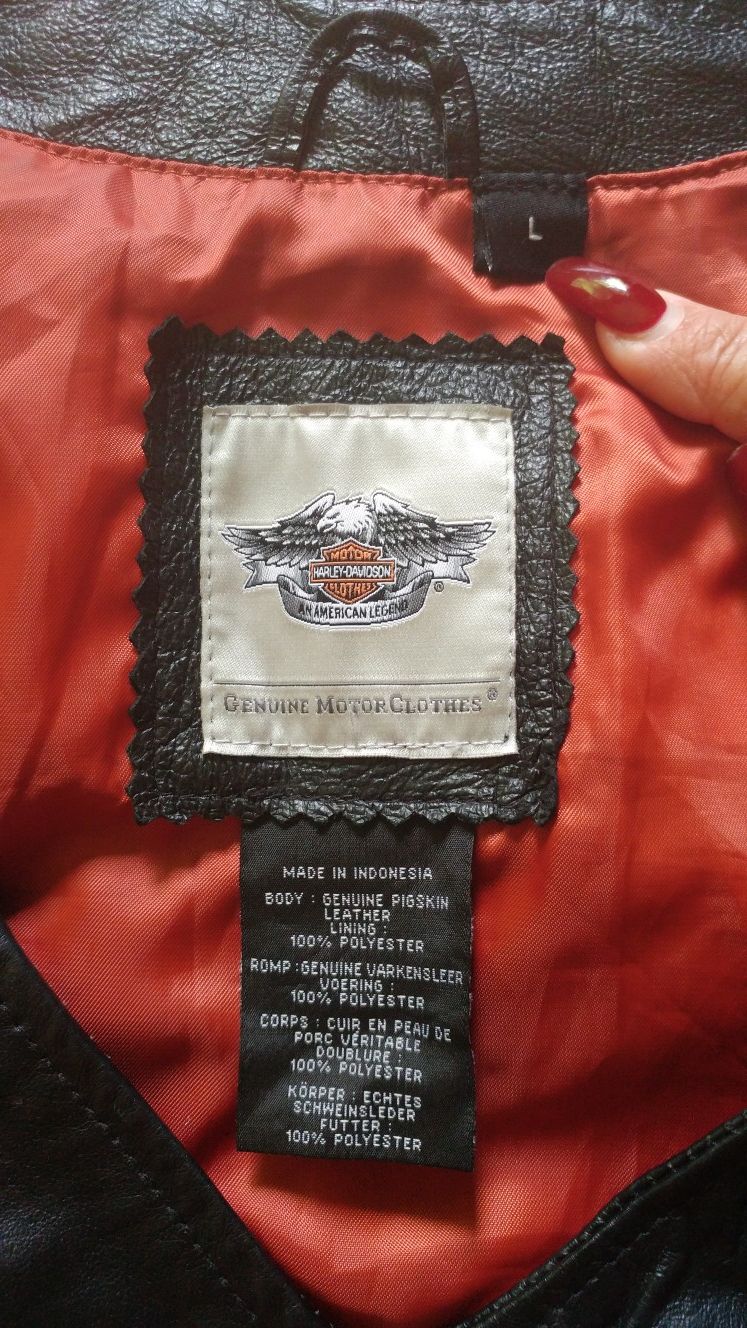 L
MOTOR
HARLEY-DAVIDSON
CLOTHES
AN AMERICAN LEGEND
®
GENUINE MOTORCLOTHES®
MADE IN INDONESIA
BODY : GENUINE PIGSKIN
LEATHER
LINING :
100% POLYESTER
ROMP :GENUINE VARKENSLEER
VOERING :
100% POLYESTER
CORPS : CUIR EN PEAU DE
PORC VÉRITABLE
DOUBLURE :
100% POLYESTER
KÖRPER : ECHTES
SCHWEINSLEDER
FUTTER :
100% POLYESTER